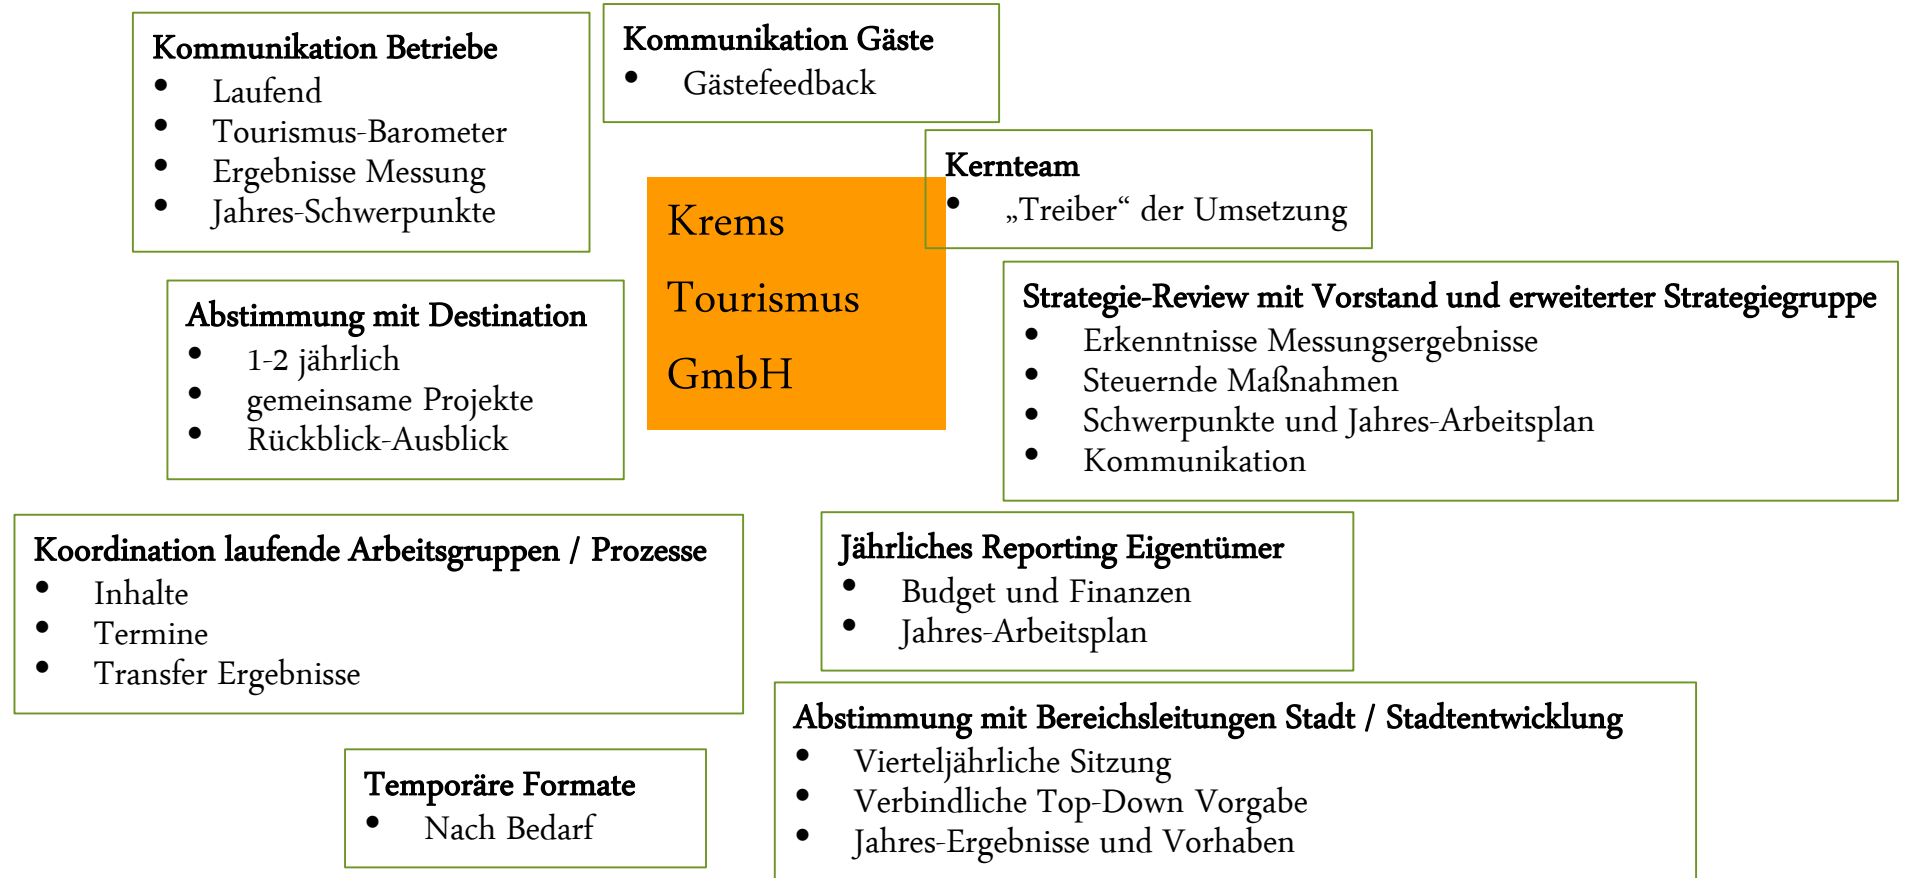 Kommunikation Betriebe
• Laufend
• Tourismus-Barometer
• Ergebnisse Messung
• Jahres-Schwerpunkte
Kommunikation Gäste
• Gästefeedback
Kernteam
• „Treiber“ der Umsetzung
Krems
Tourismus
GmbH
Abstimmung mit Destination
• 1-2 jährlich
• gemeinsame Projekte
• Rückblick-Ausblick
Strategie-Review mit Vorstand und erweiterter Strategiegruppe
• Erkenntnisse Messungsergebnisse
• Steuernde Maßnahmen
• Schwerpunkte und Jahres-Arbeitsplan
• Kommunikation
Koordination laufende Arbeitsgruppen / Prozesse
• Inhalte
• Termine
• Transfer Ergebnisse
Jährliches Reporting Eigentümer
• Budget und Finanzen
• Jahres-Arbeitsplan
Temporäre Formate
• Nach Bedarf
Abstimmung mit Bereichsleitungen Stadt / Stadtentwicklung
• Vierteljährliche Sitzung
• Verbindliche Top-Down Vorgabe
• Jahres-Ergebnisse und Vorhaben